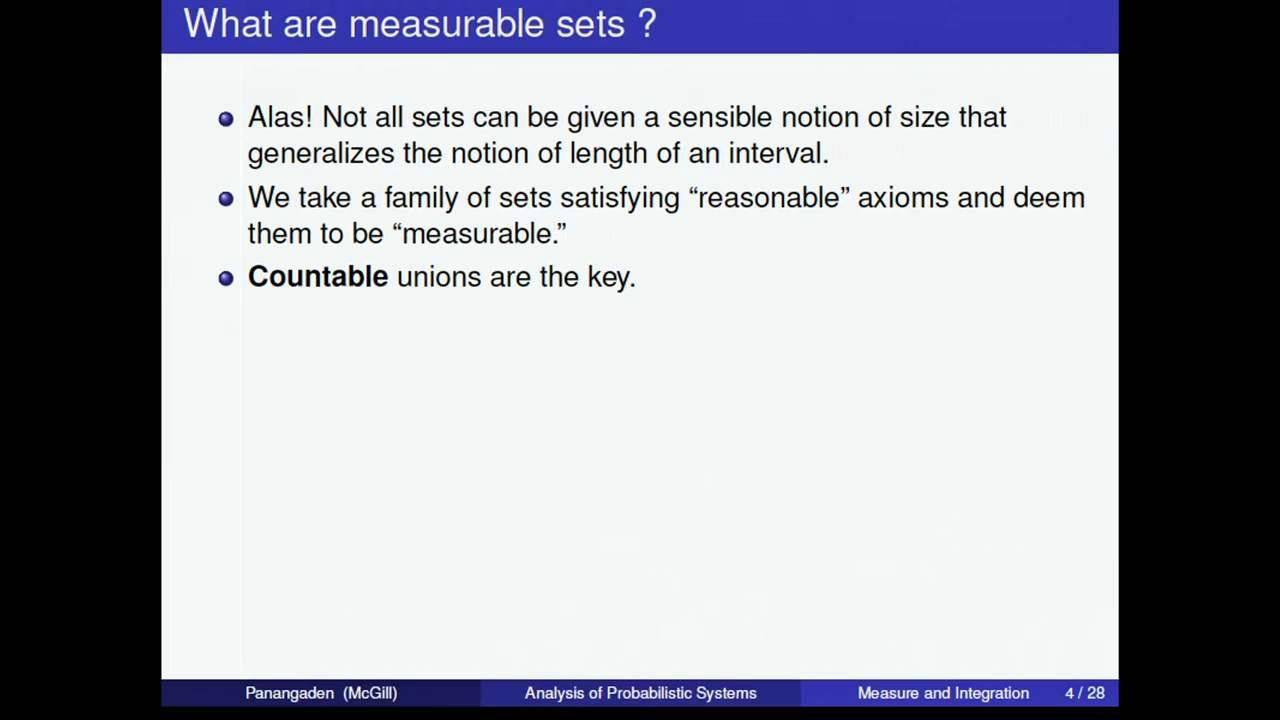 What are measurable sets ?
Alas! Not all sets can be given a sensible notion of size that
generalizes the notion of length of an interval.
We take a family of sets satisfying “reasonable” axioms and deem
them to be “measurable.”
Countable unions are the key.
Panangaden (McGill) Analysis of Probabilistic Systems Measure and Integration 4 / 28